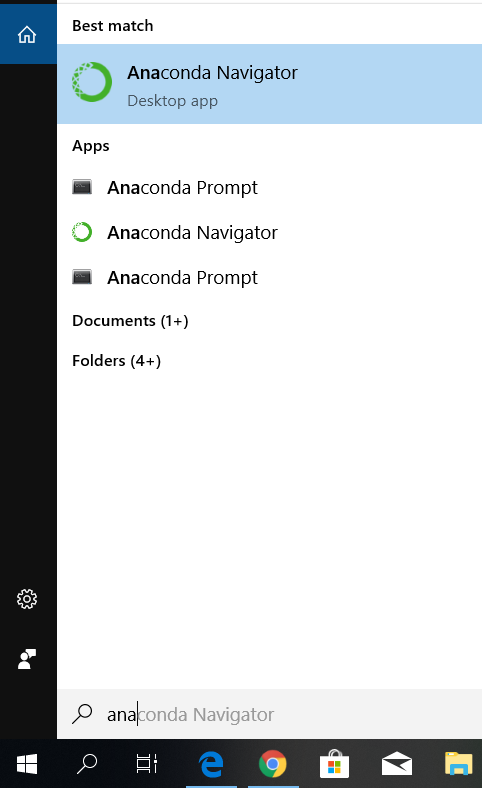 Best match
Anaconda Navigator
Desktop app
Apps
Anaconda Prompt
Anaconda Navigator
Anaconda Prompt
Documents (1+)
Folders (4+)
anaconda Navigator